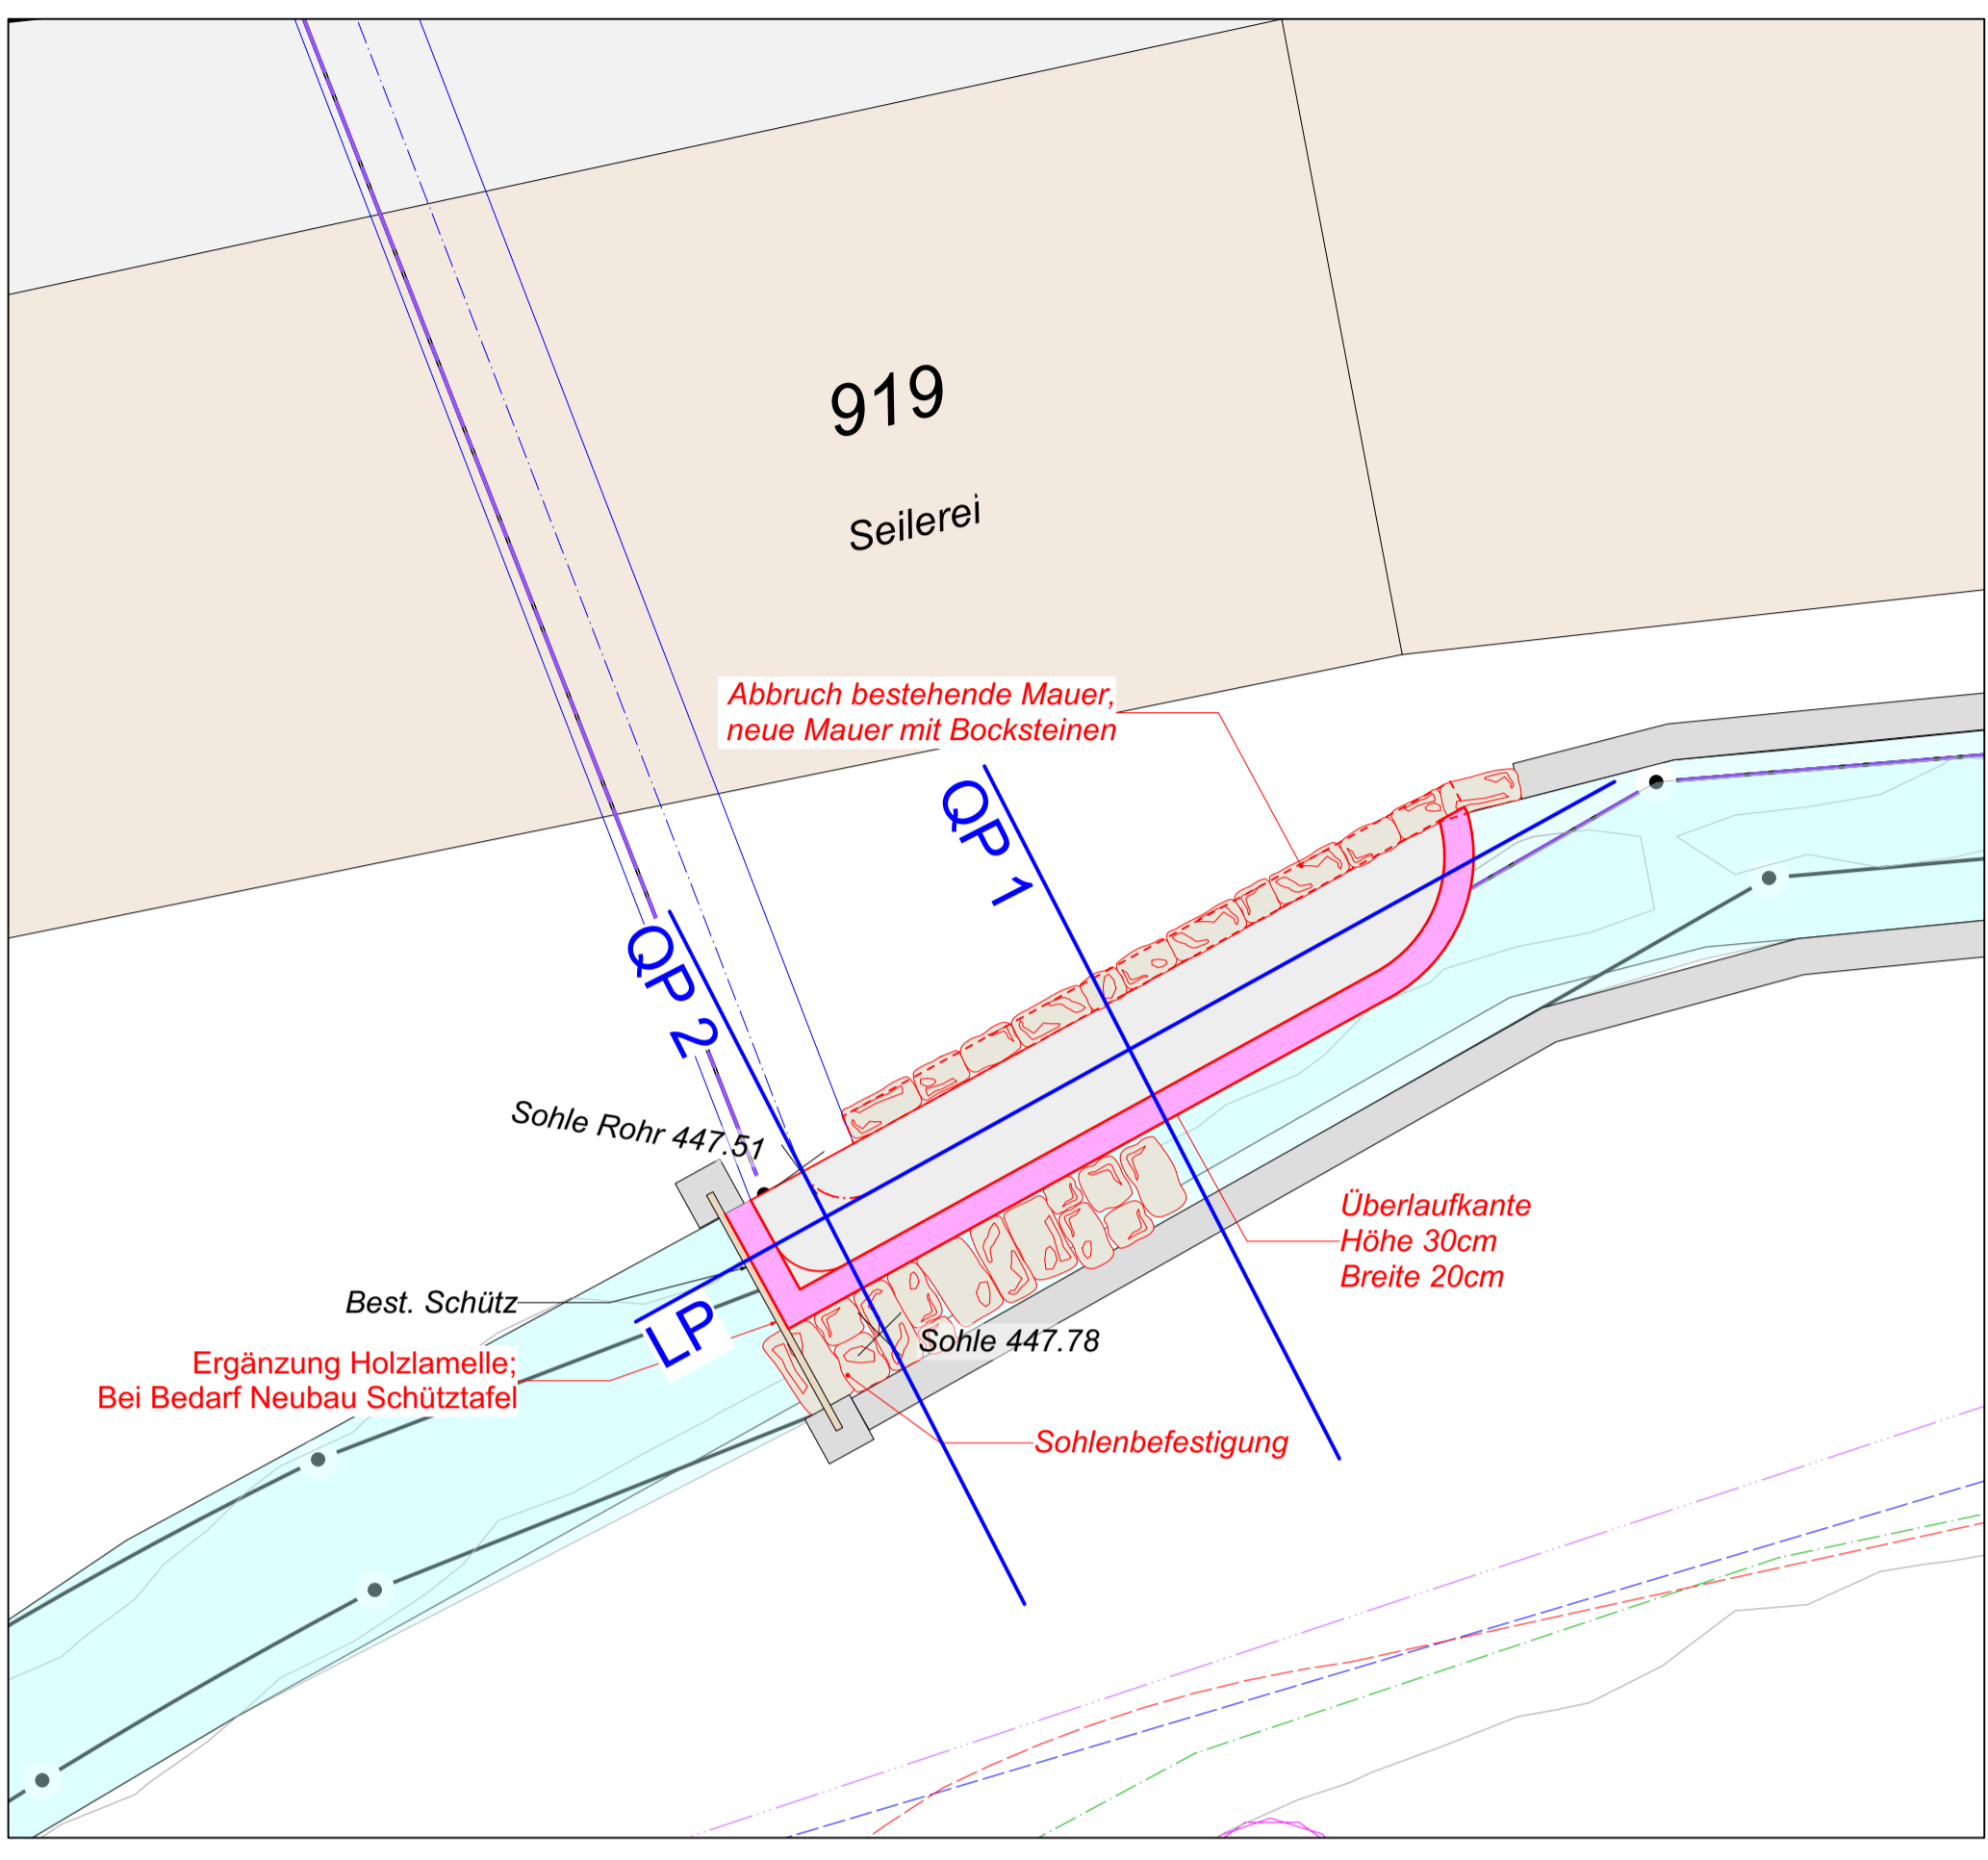 919
Seilerei
Abbruch bestehende Mauer,
neue Mauer mit Bocksteinen
QP 1
QP 2
Sohle Rohr 447.51
Überlaufkante
Höhe 30cm
Breite 20cm
Best. Schütz
LP
Sohle 447.78
Ergänzung Holzlamelle;
Bei Bedarf Neubau Schütztafel
Sohlenbefestigung